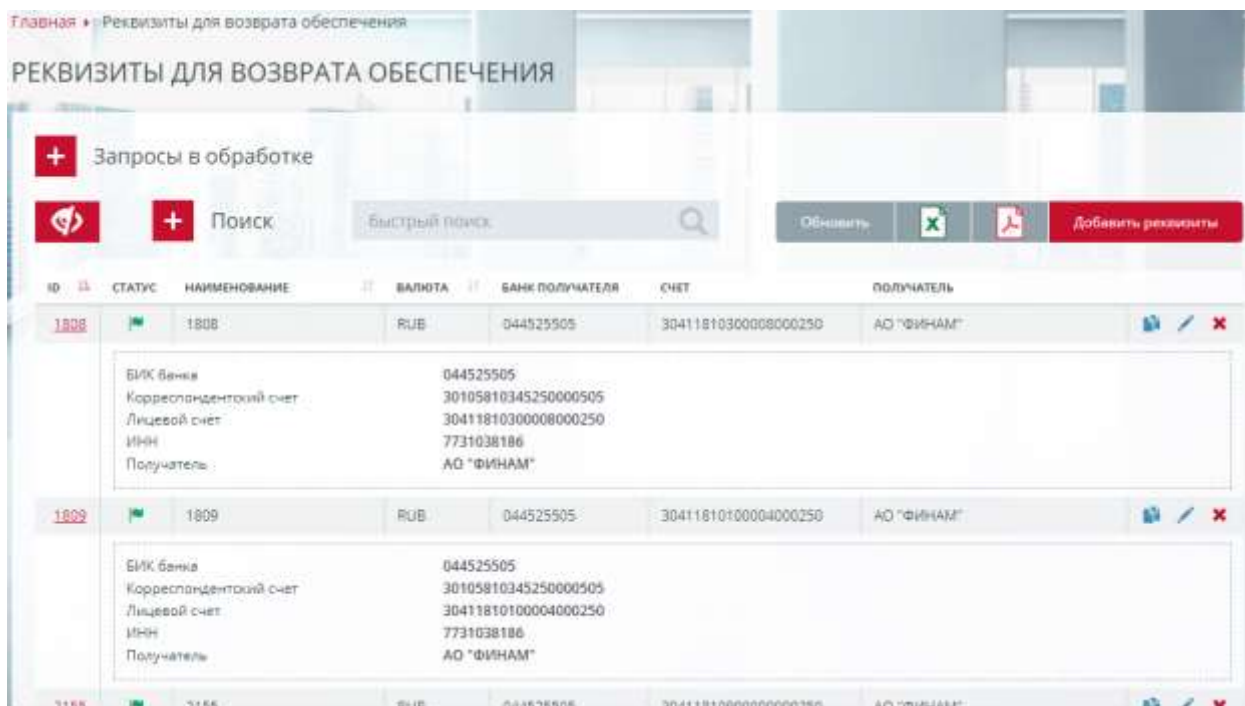 Главная Реквизиты для возврата обеспечения
РЕКВИЗИТЫ ДЛЯ ВОЗВРАТА ОБЕСПЕЧЕНИЯ
Запросы в обработке
Поиск Быстрый поиск Обновить Добавить реквизиты
ID СТАТУС НАИМЕНОВАНИЕ ВАЛЮТА БАНК ПОЛУЧАТЕЛЯ СЧЕТ ПОЛУЧАТЕЛЬ
1808 1808 RUB 044525505 30411810300008000250 АО "ФИНАМ"
БИК банка 044525505
Корреспондентский счет 30105810345250000505
Лицевой счет 30411810300008000250
ИНН 7731038186
Получатель АО "ФИНАМ"
1809 1809 RUB 044525505 30411810100004000250 АО "ФИНАМ"
БИК банка 044525505
Корреспондентский счет 30105810345250000505
Лицевой счет 30411810100004000250
ИНН 7731038186
Получатель АО "ФИНАМ"